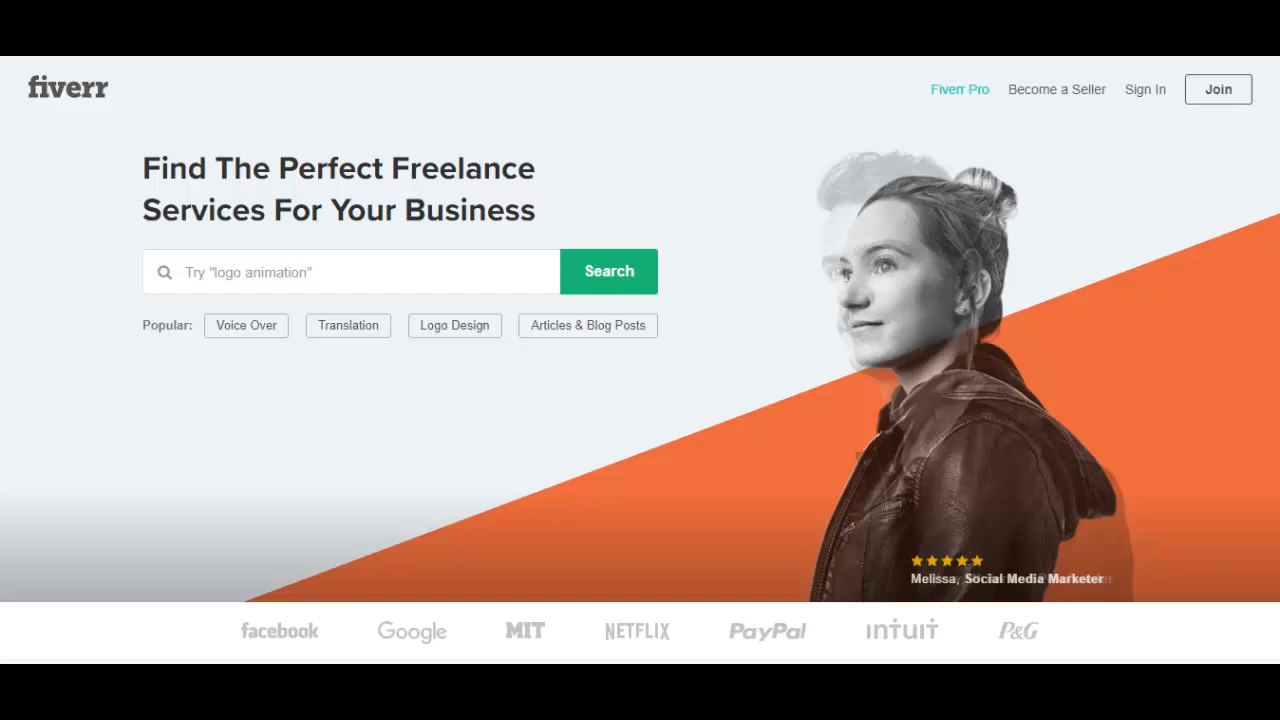 fiverr
Fiverr Pro
Become a Seller
Sign In
Join
Find The Perfect Freelance
Services For Your Business
Try "logo animation"
Search
Popular:
Voice Over
Translation
Logo Design
Articles & Blog Posts
Melissa, Social Media Marketer
facebook
Google
MIT
NETFLIX
PayPal
intuit
P&G